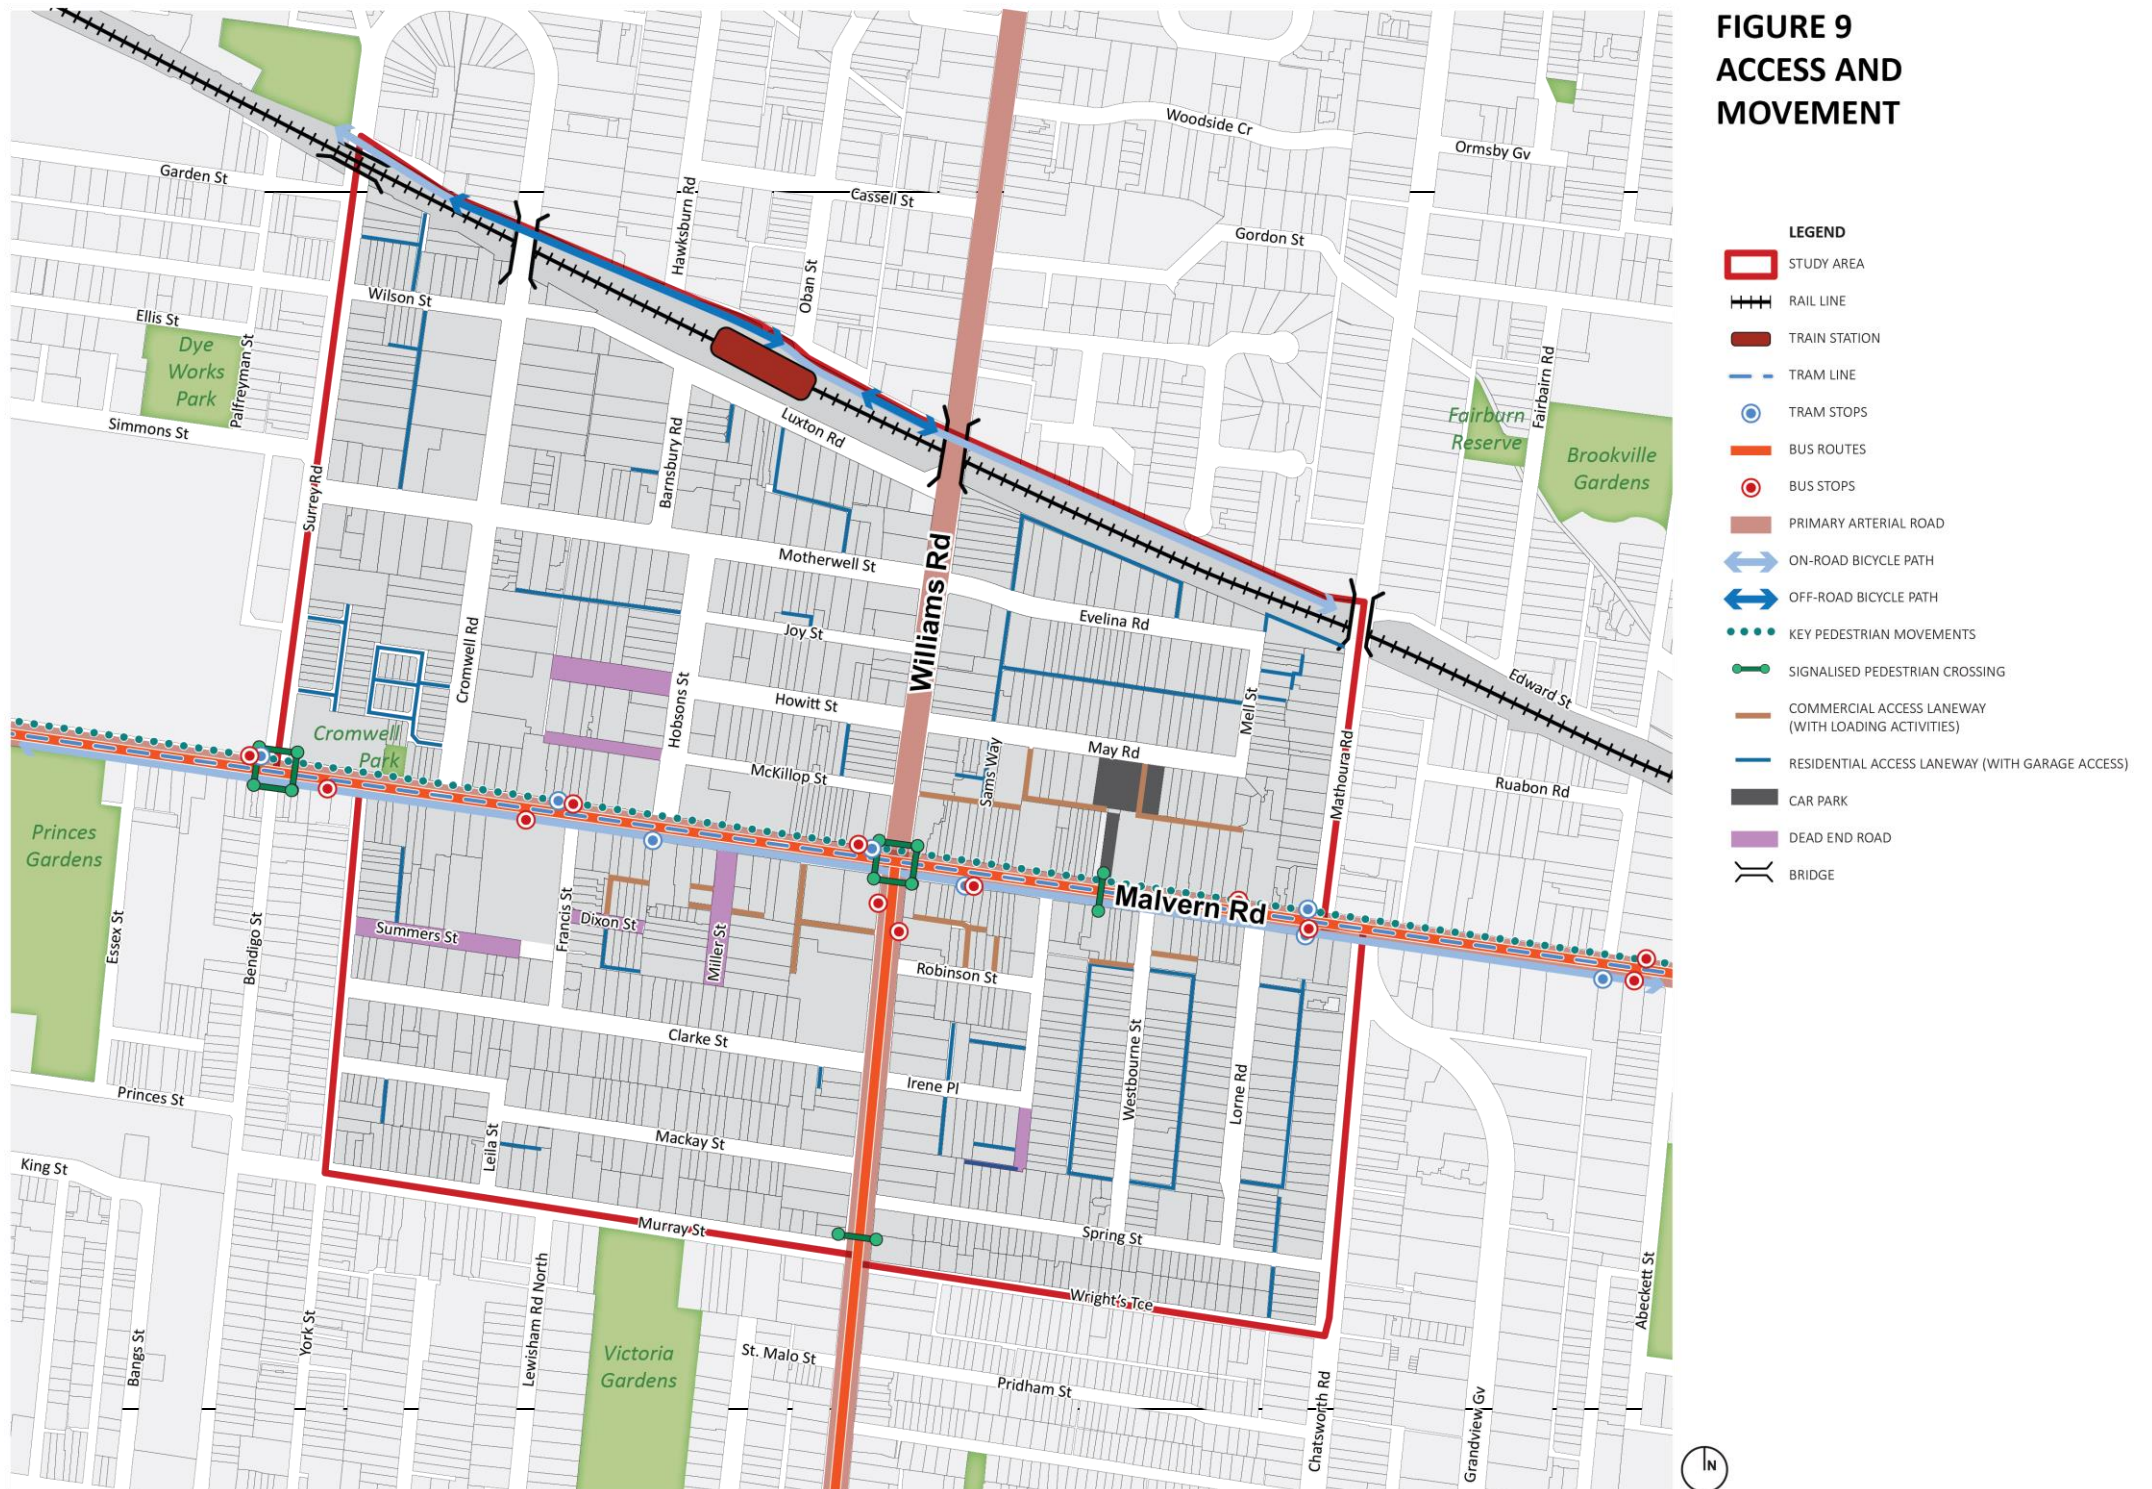 FIGURE 9
ACCESS AND
MOVEMENT
LEGEND
STUDY AREA
RAIL LINE
TRAIN STATION
TRAM LINE
TRAM STOPS
BUS ROUTES
BUS STOPS
PRIMARY ARTERIAL ROAD
ON-ROAD BICYCLE PATH
OFF-ROAD BICYCLE PATH
KEY PEDESTRIAN MOVEMENTS
SIGNALISED PEDESTRIAN CROSSING
COMMERCIAL ACCESS LANEWAY
(WITH LOADING ACTIVITIES)
RESIDENTIAL ACCESS LANEWAY (WITH GARAGE ACCESS)
CAR PARK
DEAD END ROAD
BRIDGE
N
Woodside Cr
Ormsby Gv
Garden St
Cassell St
Hawksburn Rd
Gordon St
Oban St
Wilson St
Ellis St
Dye
Works
Park
Palfreyman St
Fairbairn Rd
Fairburn
Reserve
Brookville
Gardens
Simmons St
Luxton Rd
Barnsbury Rd
Surrey Rd
Motherwell St
Williams Rd
Evelina Rd
Joy St
Cromwell Rd
Edward St
Howitt St
Hobsons St
Mell St
Cromwell
Park
May Rd
McKillop St
Sams Way
Mathoura Rd
Ruabon Rd
Princes
Gardens
Malvern Rd
Essex St
Bendigo St
Summers St
Francis St
Dixon St
Miller St
Robinson St
Clarke St
Irene Pl
Westbourne St
Lorne Rd
Princes St
Leila St
Mackay St
King St
Murray St
Spring St
Wright's Tce
Lewisham Rd North
York St
Bangs St
Victoria
Gardens
St. Malo St
Pridham St
Chatsworth Rd
Grandview Gv
Abeckett St